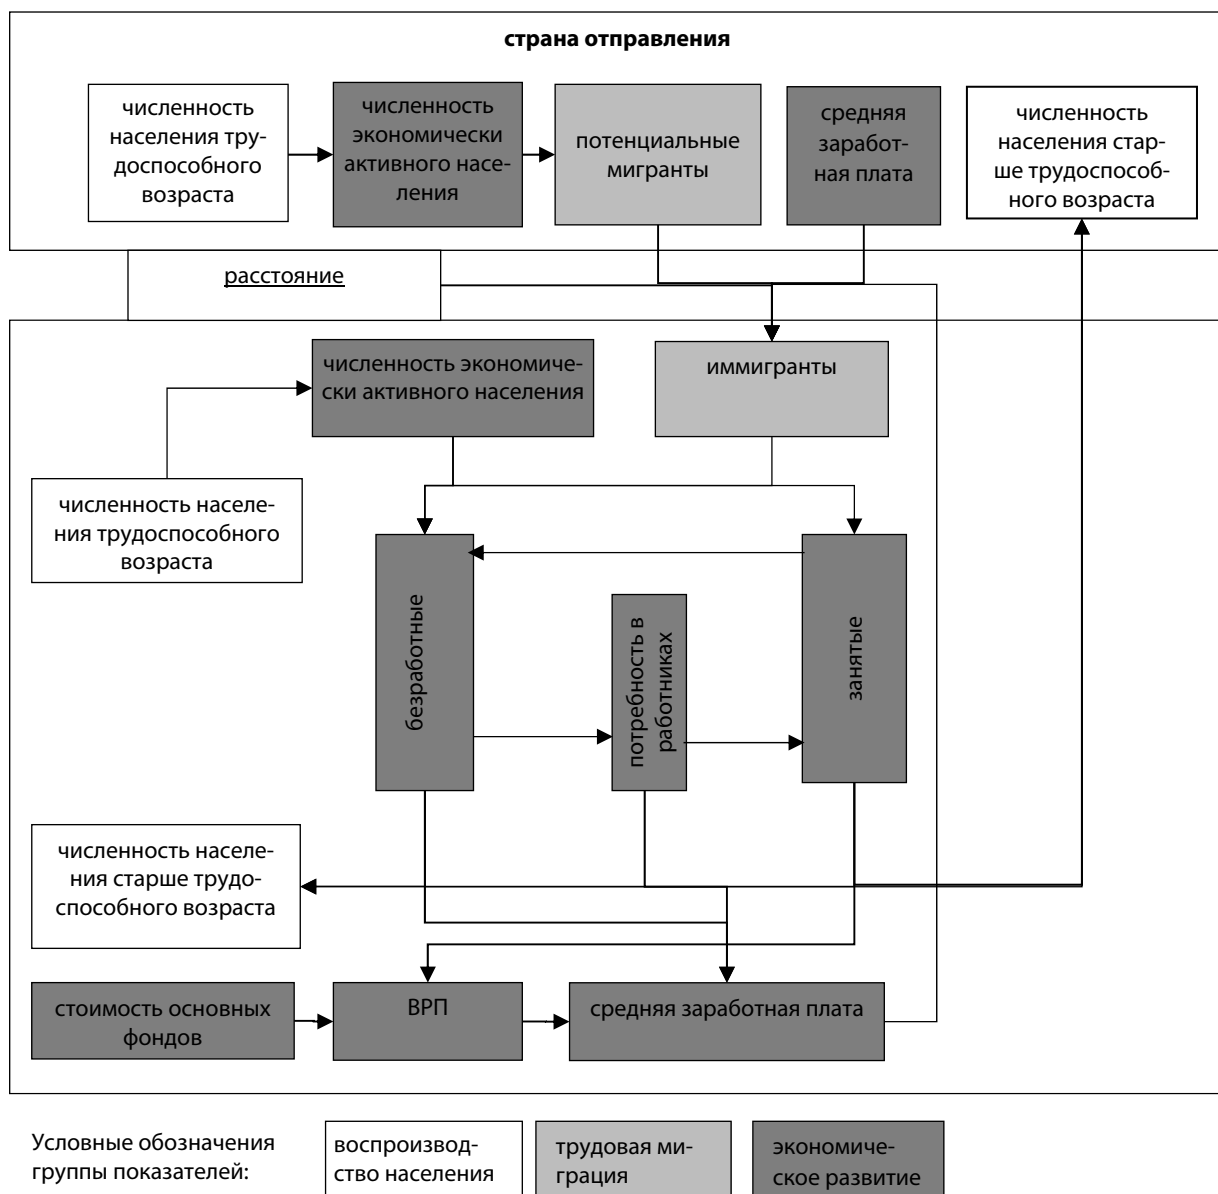 страна отправления
численность
населения тру-
доспособного
возраста
численность
экономически
активного насе-
ления
потенциальные
мигранты
средняя
заработ-
ная плата
численность
населения стар-
ше трудоспособ-
ного возраста
расстояние
численность экономиче-
ски активного населения
иммигранты
численность населе-
ния трудоспособного
возраста
безработные
потребность в
работниках
занятые
численность населе-
ния старше трудо-
способного возраста
стоимость основных
фондов
ВРП
средняя заработная плата
Условные обозначения
группы показателей:
воспроизвод-
ство населения
трудовая ми-
грация
экономиче-
ское развитие